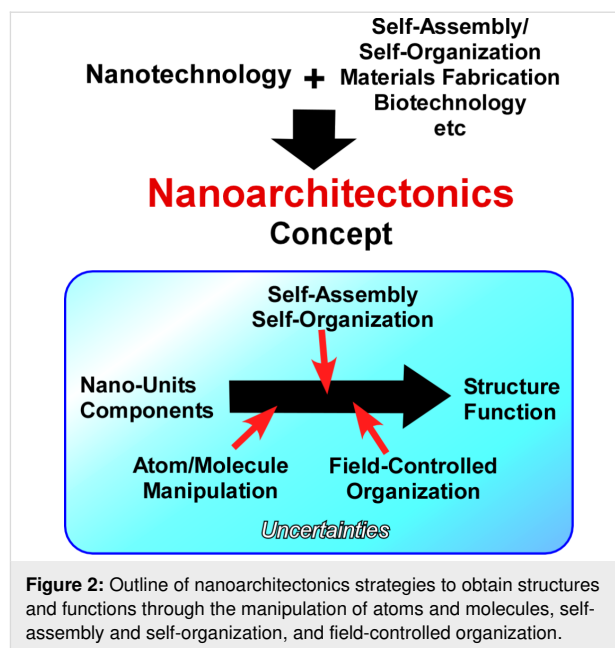 Self-Assembly/
Self-Organization
Nanotechnology + Materials Fabrication
Biotechnology
etc
Nanoarchitectonics
Concept
Self-Assembly
Self-Organization
Nano-Units
Components
Structure
Function
Atom/Molecule
Manipulation
Field-Controlled
Organization
Uncertainties
Figure 2: Outline of nanoarchitectonics strategies to obtain structures
and functions through the manipulation of atoms and molecules, self-
assembly and self-organization, and field-controlled organization.